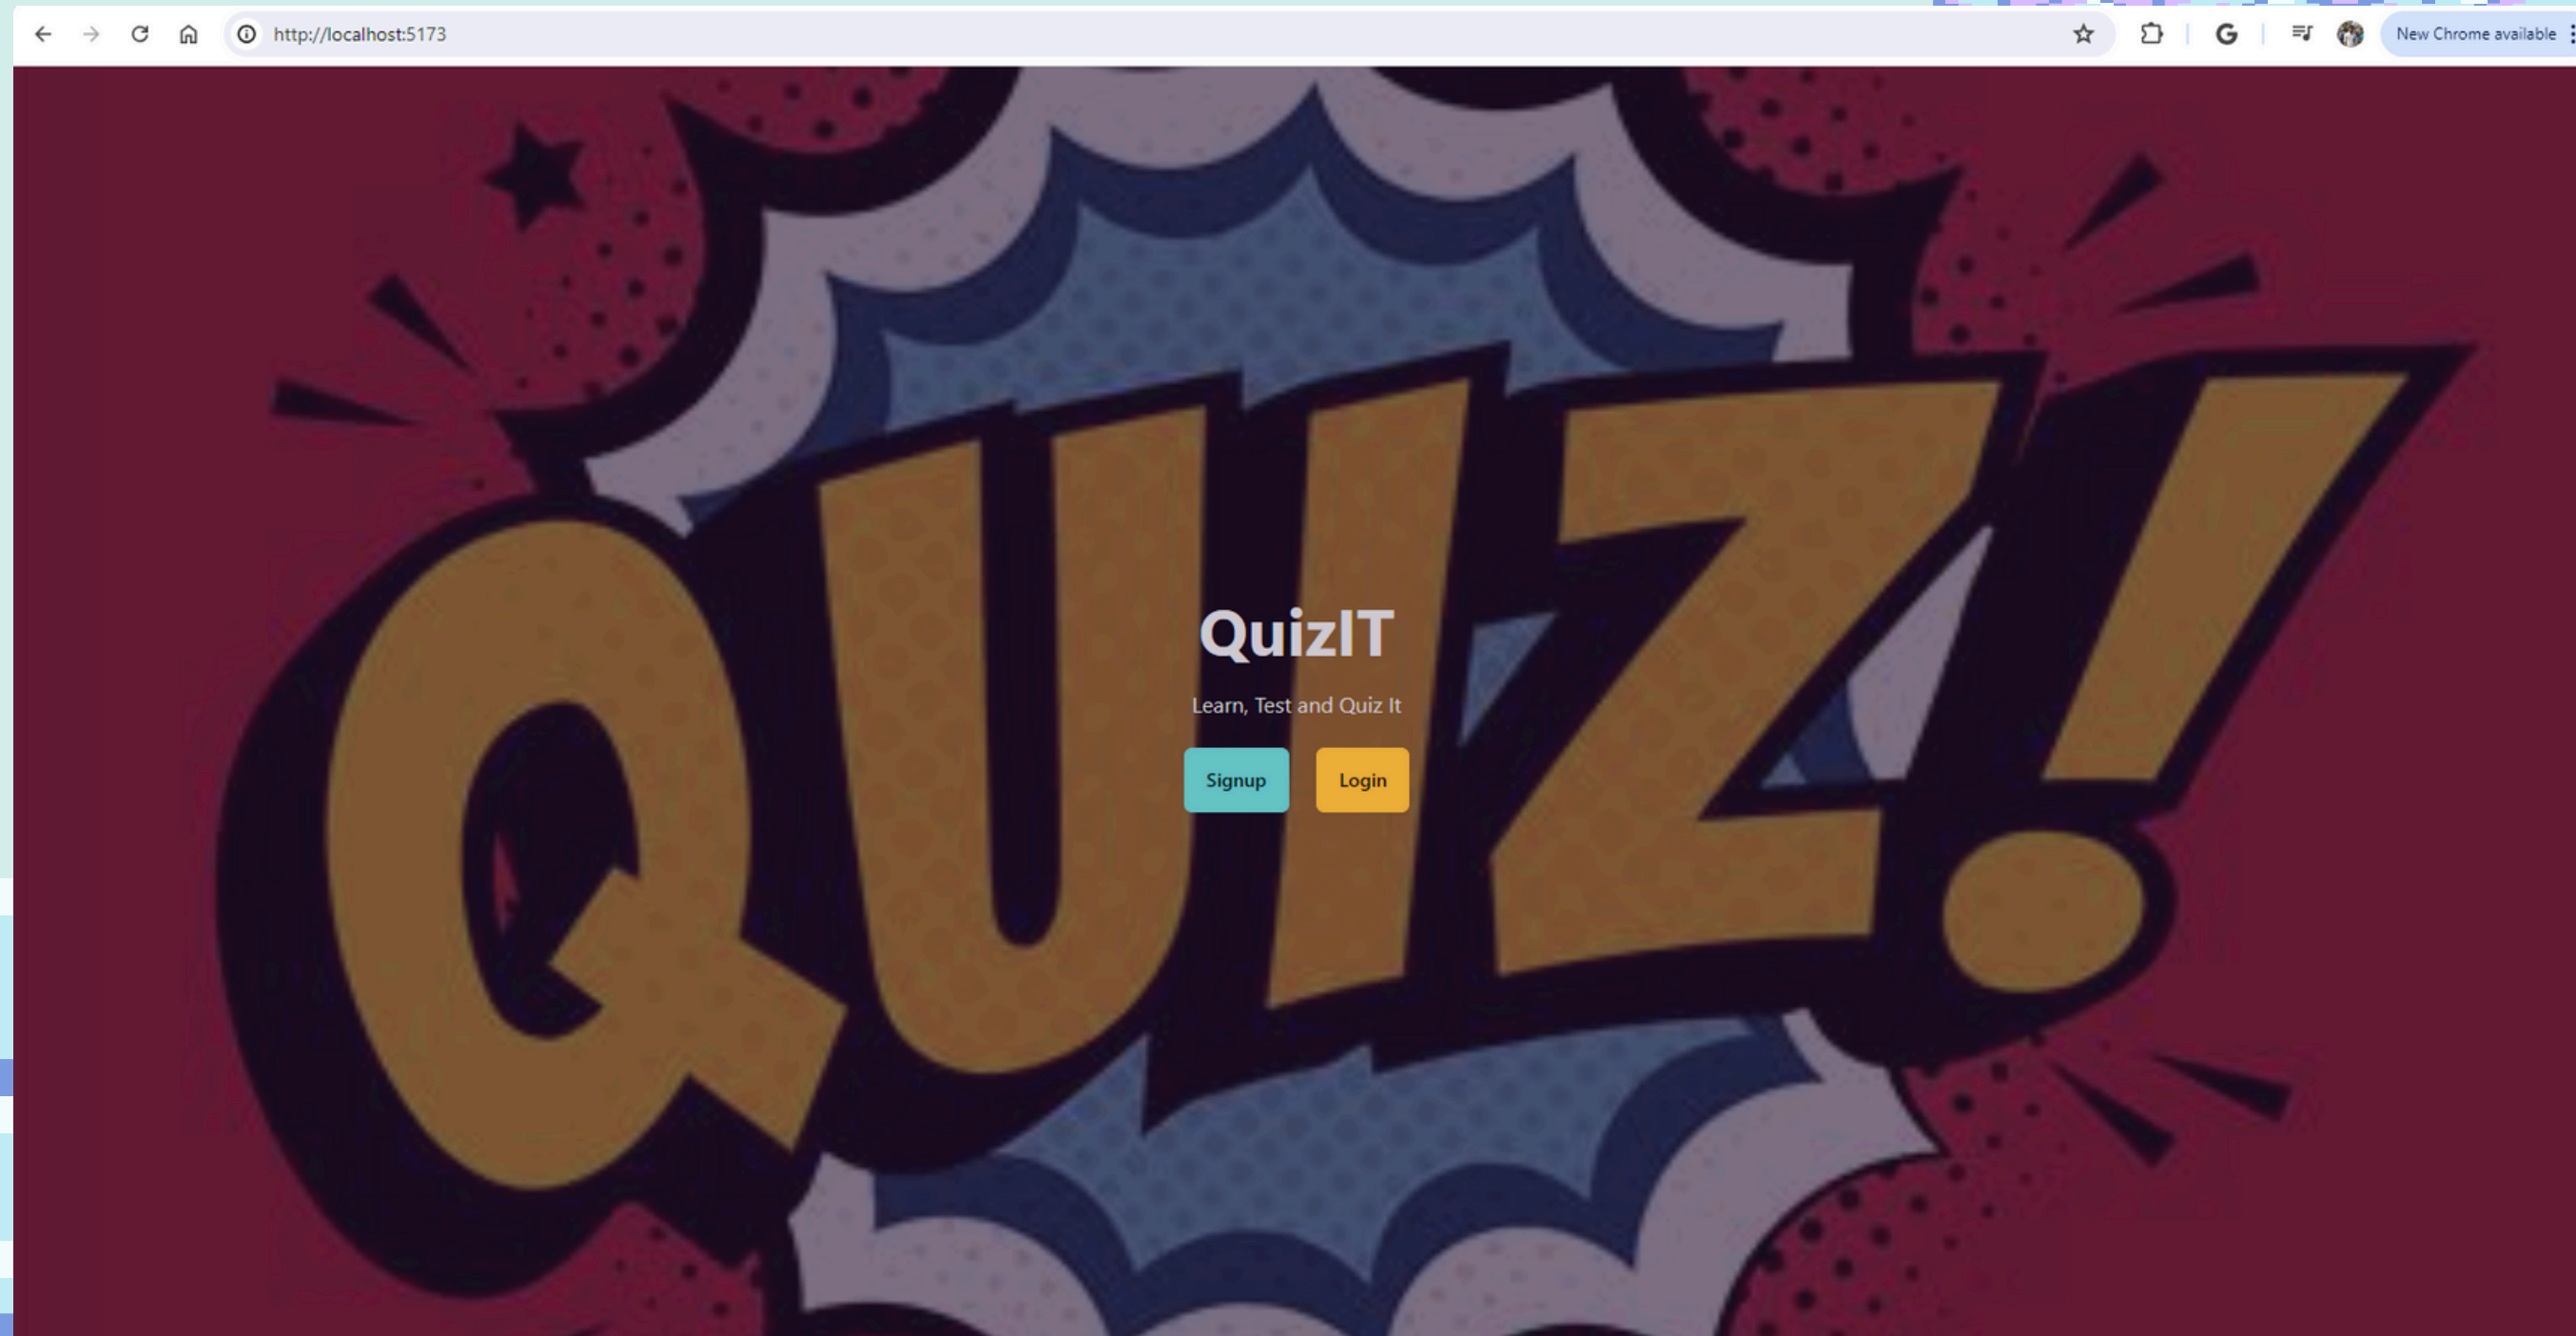 http://localhost:5173
New Chrome available
QUIZ!
QuizIT
Learn, Test and Quiz It
Signup Login